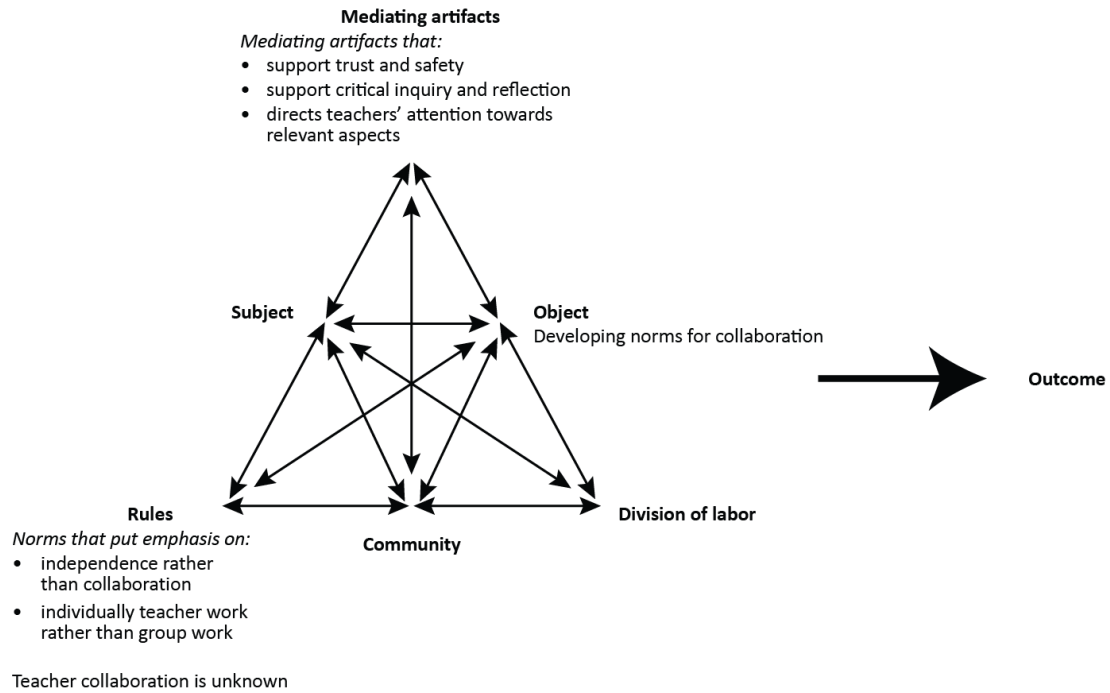 Mediating artifacts
Mediating artifacts that:
• support trust and safety
• support critical inquiry and reflection
• directs teachers’ attention towards
relevant aspects
Subject
Object
Developing norms for collaboration
Outcome
Rules
Norms that put emphasis on:
• independence rather
than collaboration
• individually teacher work
rather than group work
Teacher collaboration is unknown
Community
Division of labor